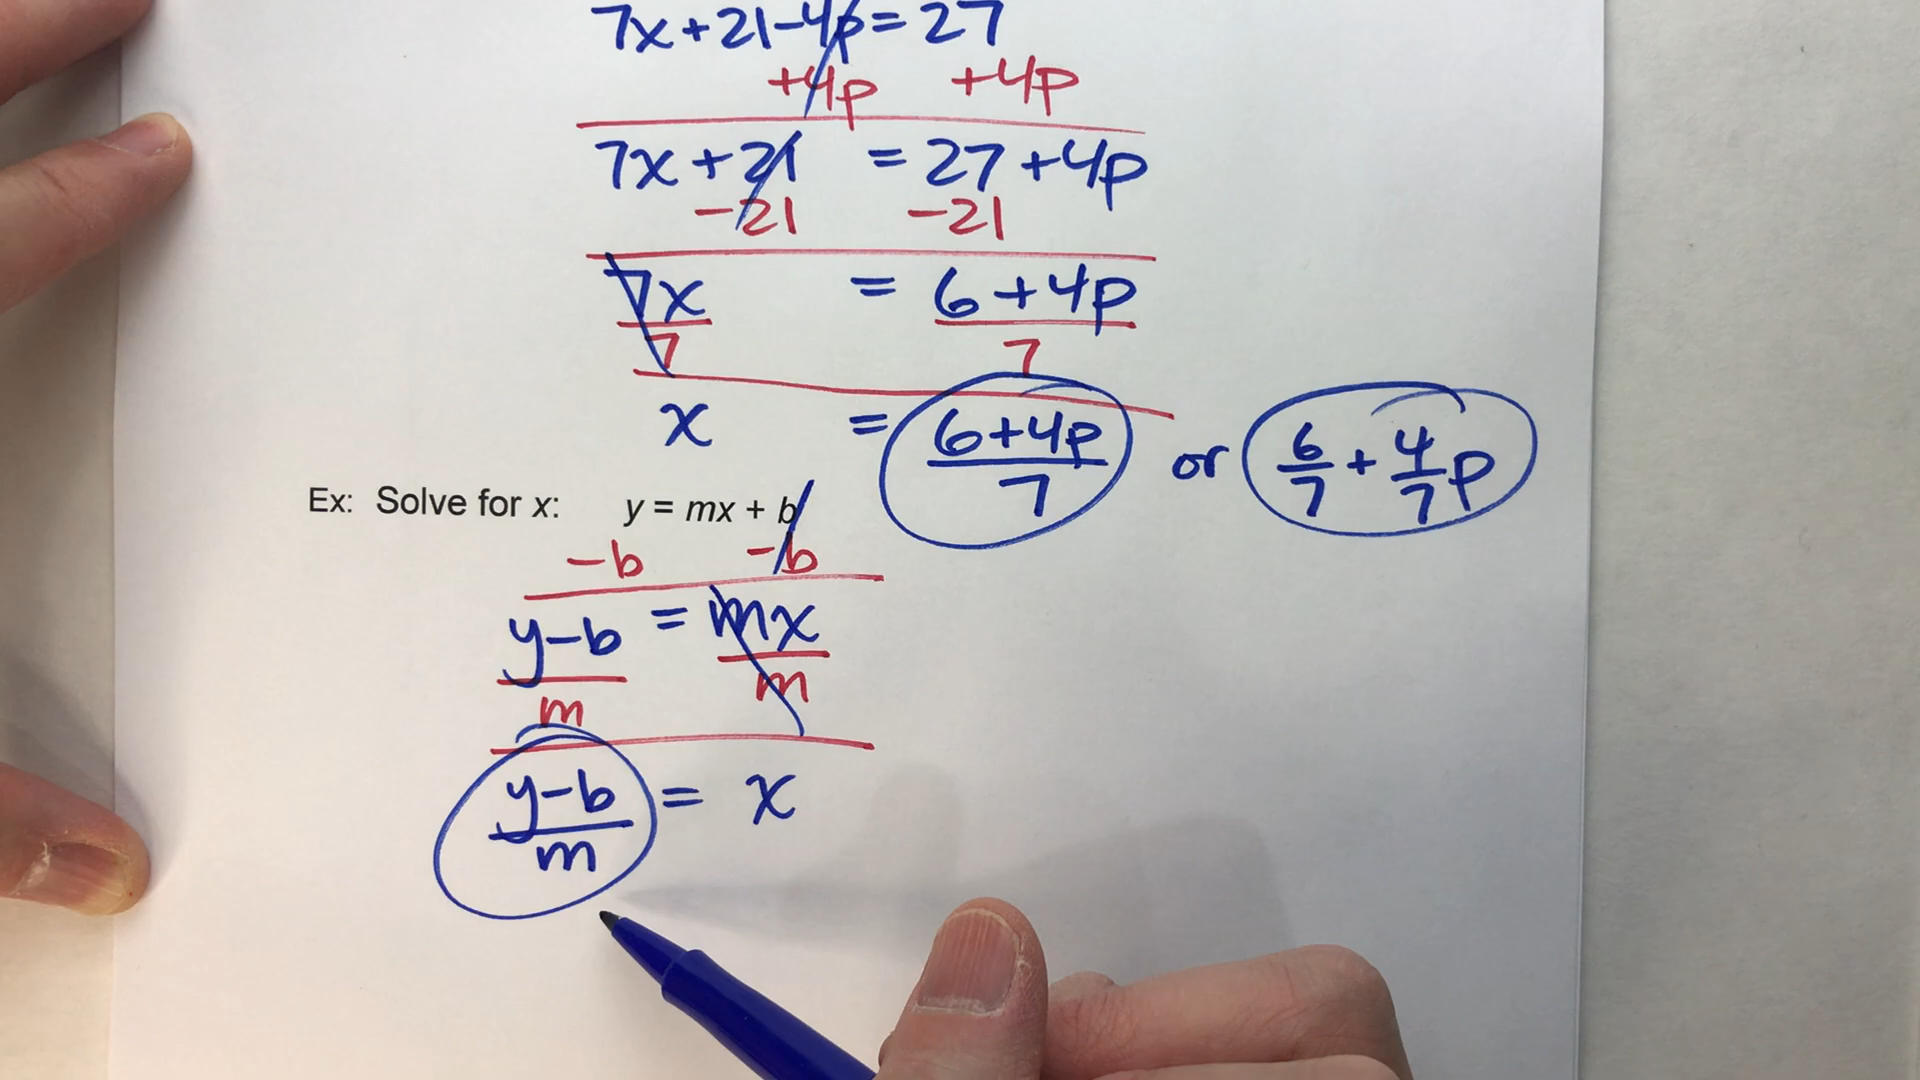 7x+21-4p=27
+4p +4p
7x+21 = 27+4p
-21 -21
7x = 6+4p
7 7
x = 6+4p or 6 + 4 p
7 7 7
Ex: Solve for x: y = mx + b
-b -b
y-b = mx
m m
y-b = x
m